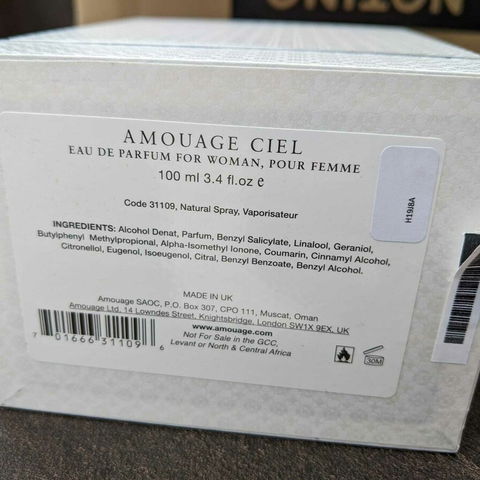 AMOUAGE CIEL
EAU DE PARFUM FOR WOMAN, POUR FEMME
100 ml 3.4 fl.oz e
Code 31109, Natural Spray, Vaporisateur
INGREDIENTS: Alcohol Denat, Parfum, Benzyl Salicylate, Linalool, Geraniol,
Butylphenyl Methylpropional, Alpha-Isomethyl Ionone, Coumarin, Cinnamyl Alcohol,
Citronellol, Eugenol, Isoeugenol, Citral, Benzyl Benzoate, Benzyl Alcohol.
MADE IN UK
Amouage SAOC, P.O. Box 307, CPO 111, Muscat, Oman
Amouage Ltd, 14 Lowndes Street, Knightsbridge, London SW1X 9EX, UK
www.amouage.com
Not For Sale in the GCC,
Levant or North & Central Africa
7 01666 31109 6
30M
H19J8A